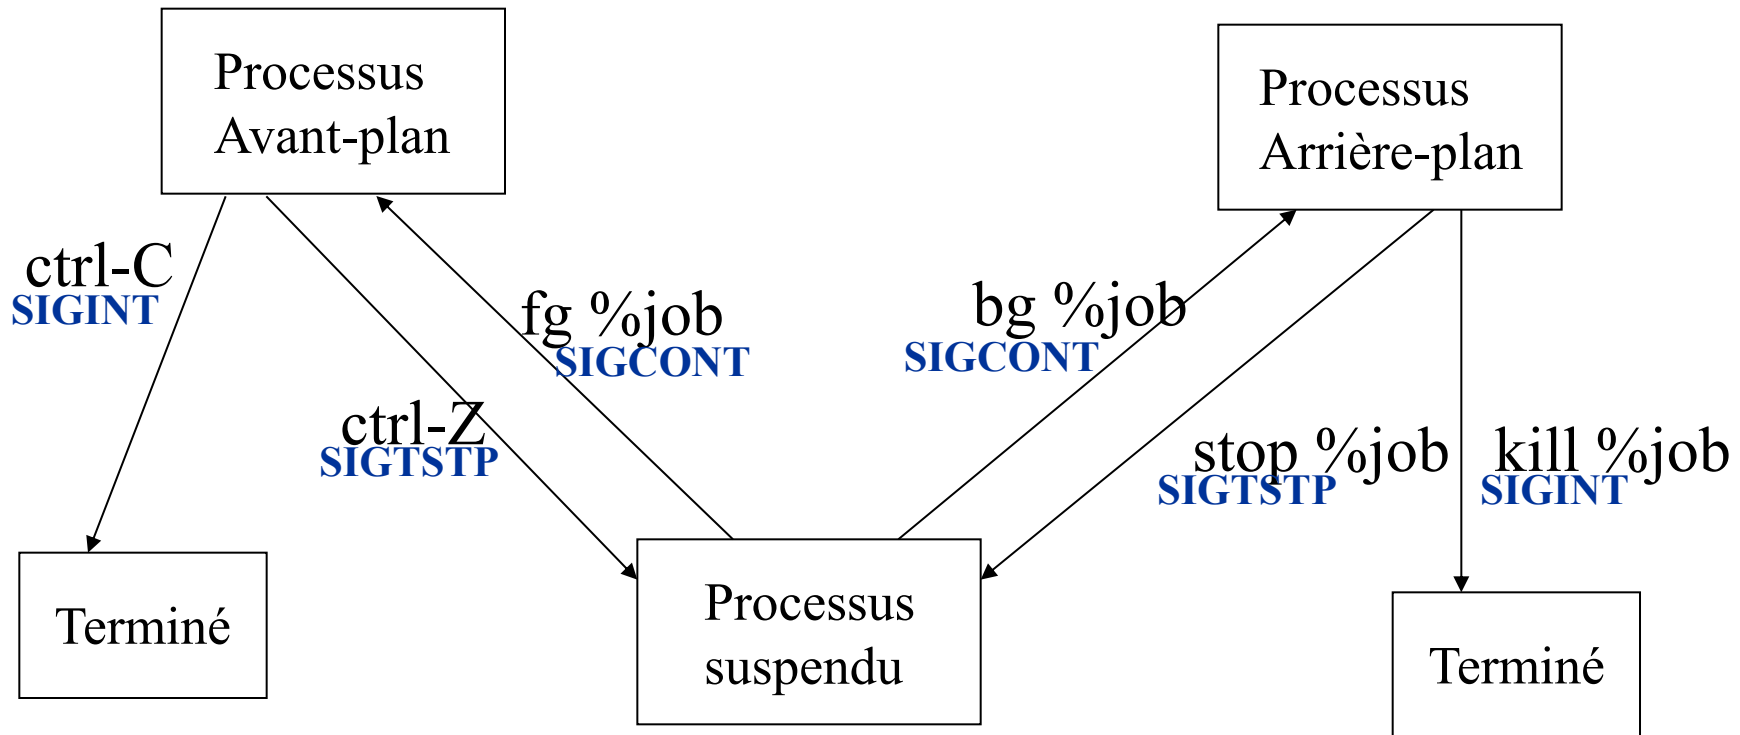 Processus
Avant-plan
Processus
Arrière-plan
ctrl-C
SIGINT
fg %job
SIGCONT
bg %job
SIGCONT
ctrl-Z
SIGTSTP
stop %job
SIGTSTP
kill %job
SIGINT
Terminé
Processus
suspendu
Terminé